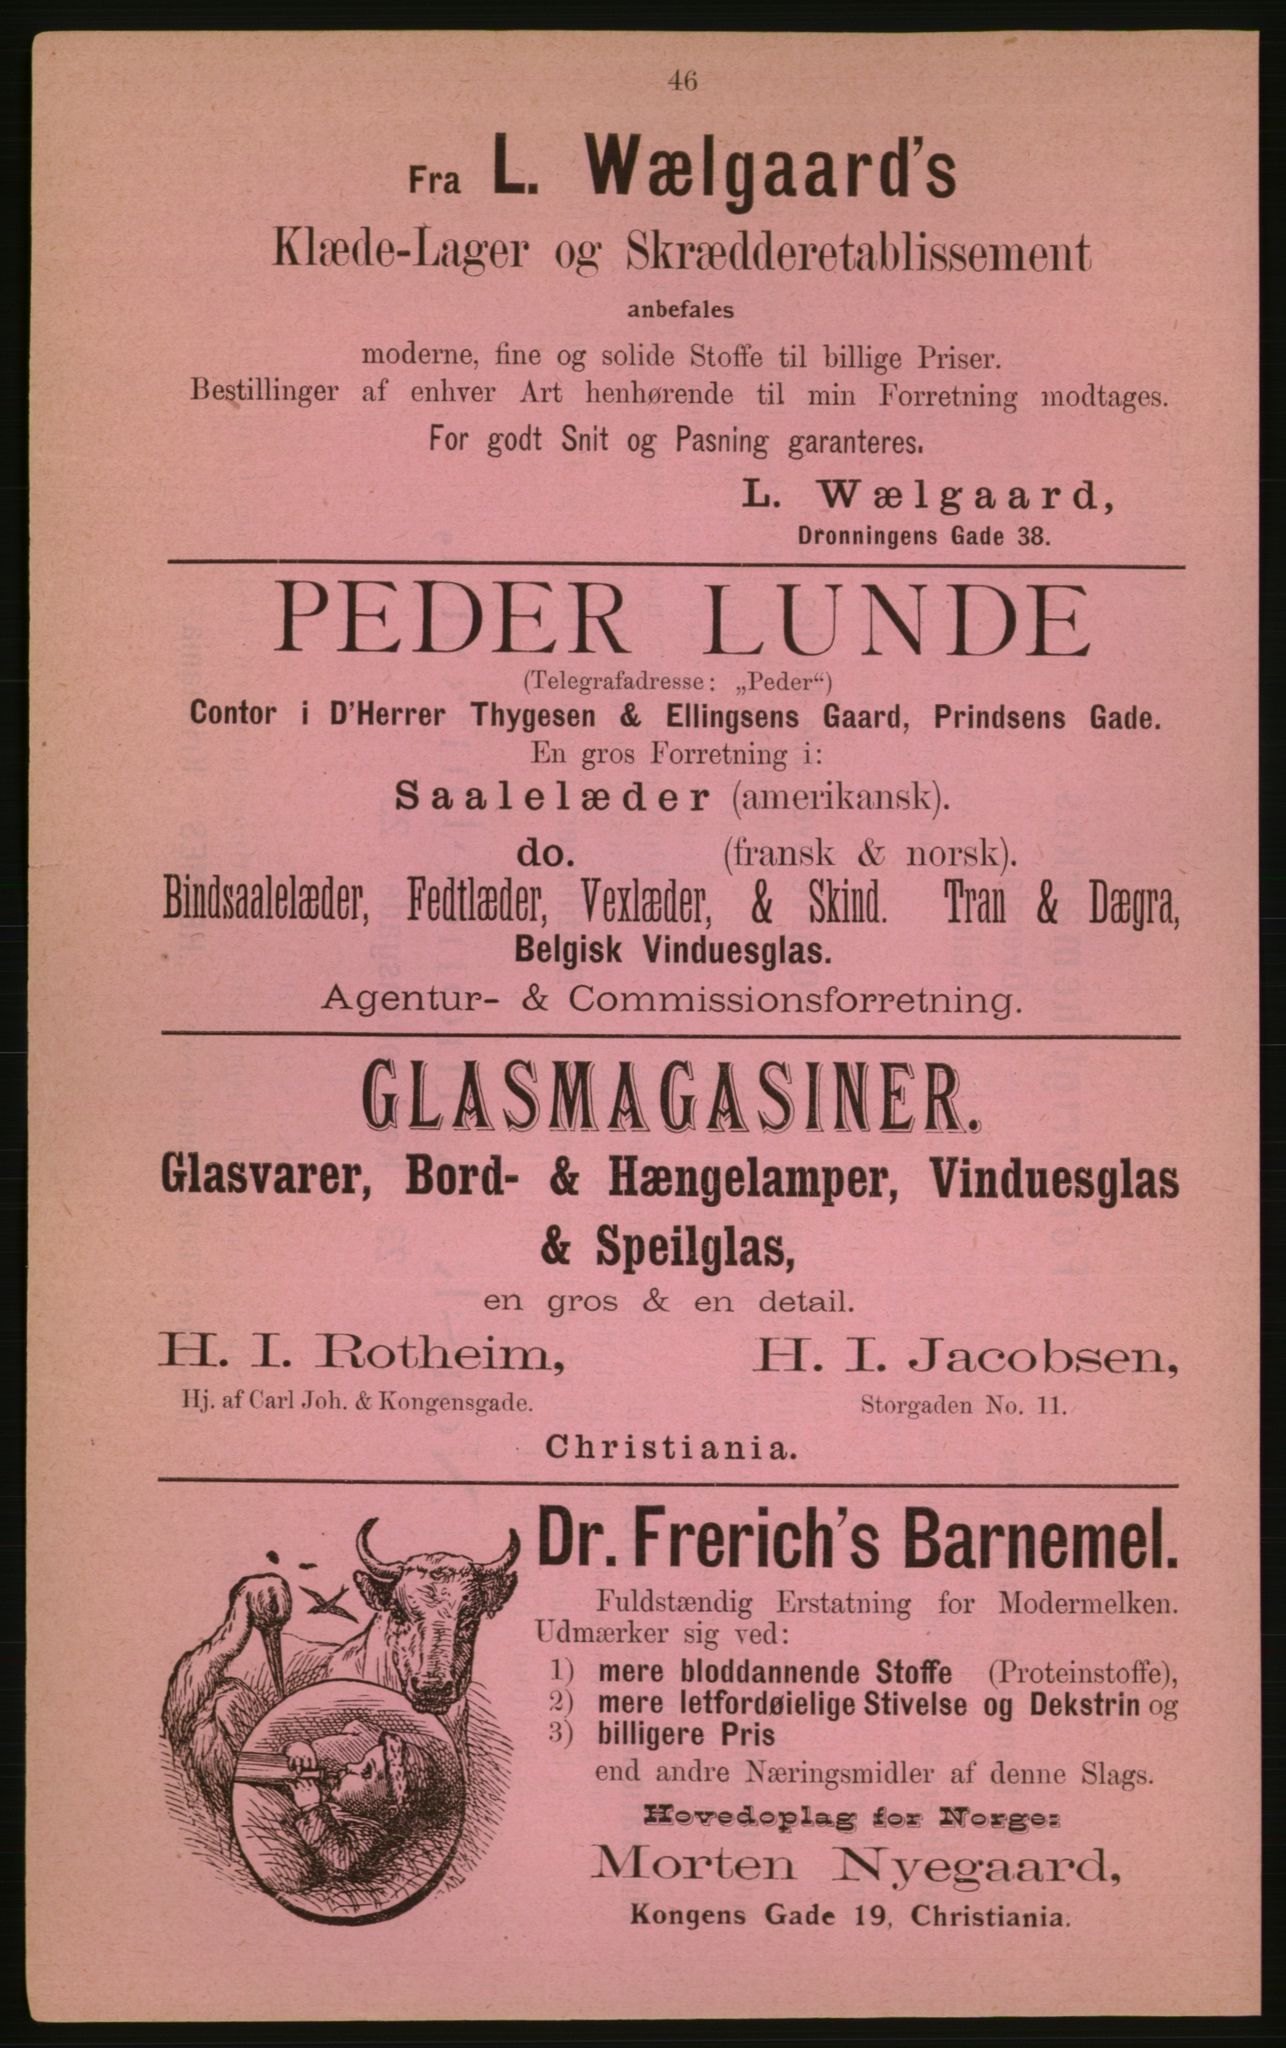 46
Fra L. Wælgaard's
Klæde-Lager og Skrædderetablissement
anbefales
moderne, fine og solide Stoffe til billige Priser.
Bestillinger af enhver Art henhørende til min Forretning modtages.
For godt Snit og Pasning garanteres.
L. Wælgaard,
Dronningens Gade 38.
PEDER LUNDE
(Telegrafadresse: „Peder“)
Contor i D'Herrer Thygesen & Ellingsens Gaard, Prindsens Gade.
En gros Forretning i:
Saalelæder (amerikansk).
do. (fransk & norsk).
Bindsaalelæder, Fedtlæder, Vexlæder, & Skind. Tran & Dægra,
Belgisk Vinduesglas.
Agentur- & Commissionsforretning.
GLASMAGASINER.
Glasvarer, Bord- & Hængelamper, Vinduesglas
& Speilglas,
en gros & en detail.
H. I. Rotheim, H. I. Jacobsen,
Hj. af Carl Joh. & Kongensgade. Storgaden No. 11.
Christiania.
Dr. Frerich's Barnemel.
Fuldstændig Erstatning for Modermelken.
Udmærker sig ved:
1) mere bloddannende Stoffe (Proteinstoffe),
2) mere letfordøielige Stivelse og Dekstrin og
3) billigere Pris
end andre Næringsmidler af denne Slags.
Hovedoplag for Norge:
Morten Nyegaard,
Kongens Gade 19, Christiania.